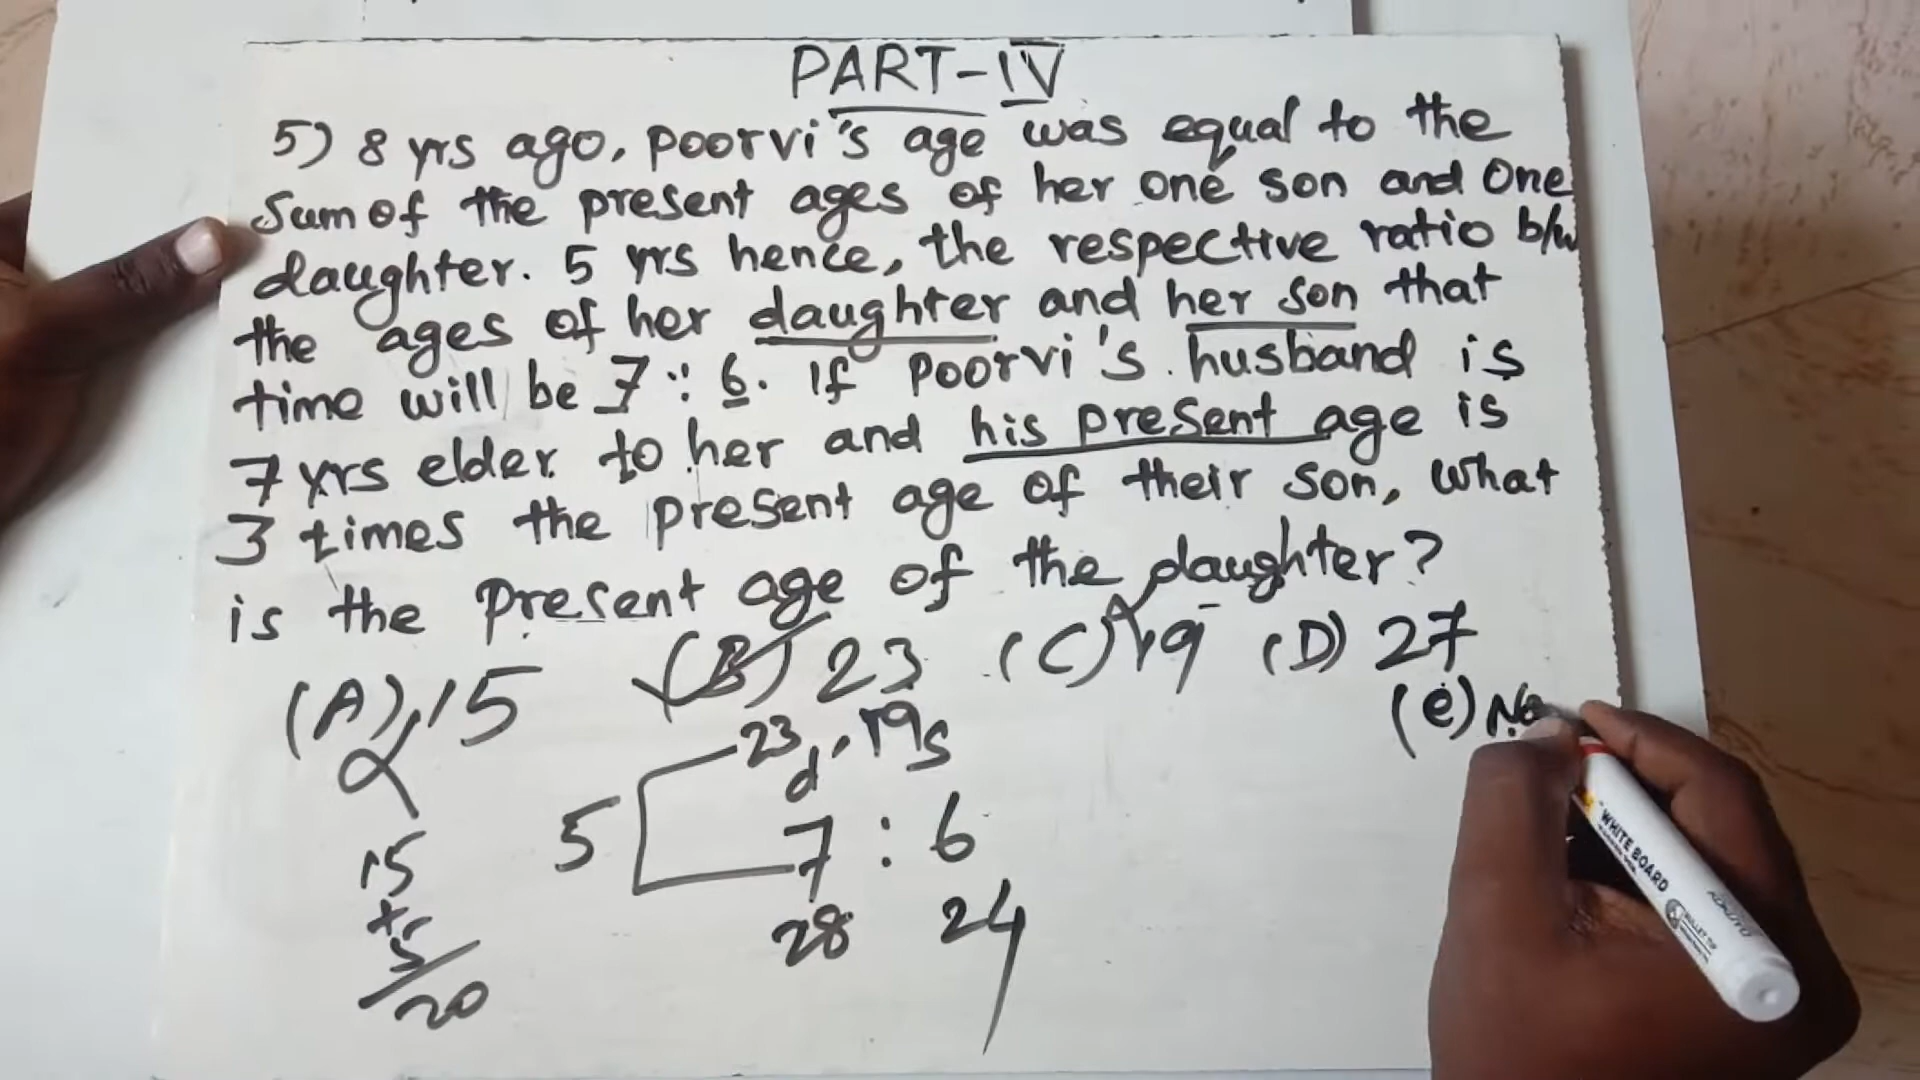 PART-IV
5) 8 yrs ago, Poorvi's age was equal to the
Sum of the present ages of her one son and One
daughter. 5 yrs hence, the respective ratio b/w
the ages of her daughter and her son that
time will be 7 : 6. If Poorvi's husband is
7 yrs elder to her and his present age is
3 times the present age of their son, what
is the Present age of the daughter?
(A) 15 (B) 23 (C) 19 (D) 27
(e) No
23 19
d s
5 7 : 6
28 24
15
+
5
20
WHITE BOARD